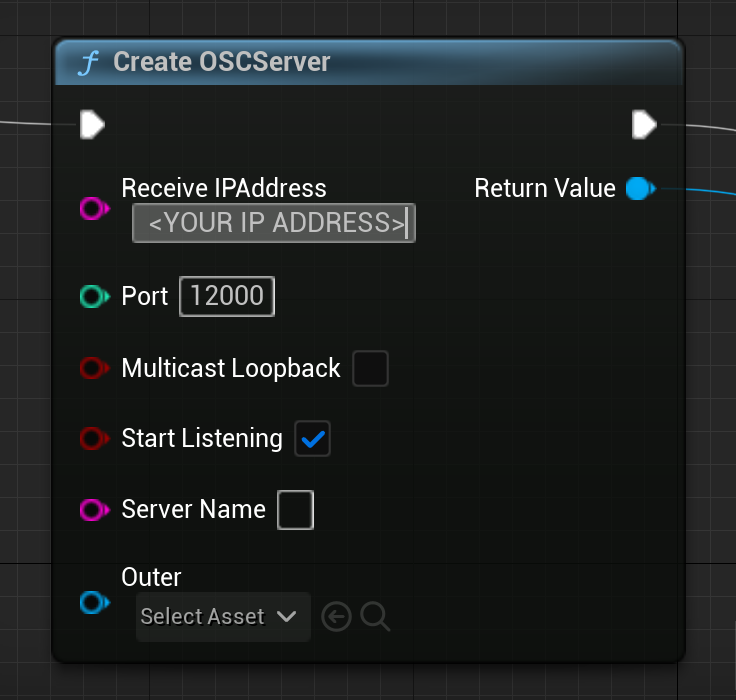 f Create OSCServer
Receive IPAddress
<YOUR IP ADDRESS>
Return Value
Port 12000
Multicast Loopback
Start Listening
Server Name
Outer
Select Asset